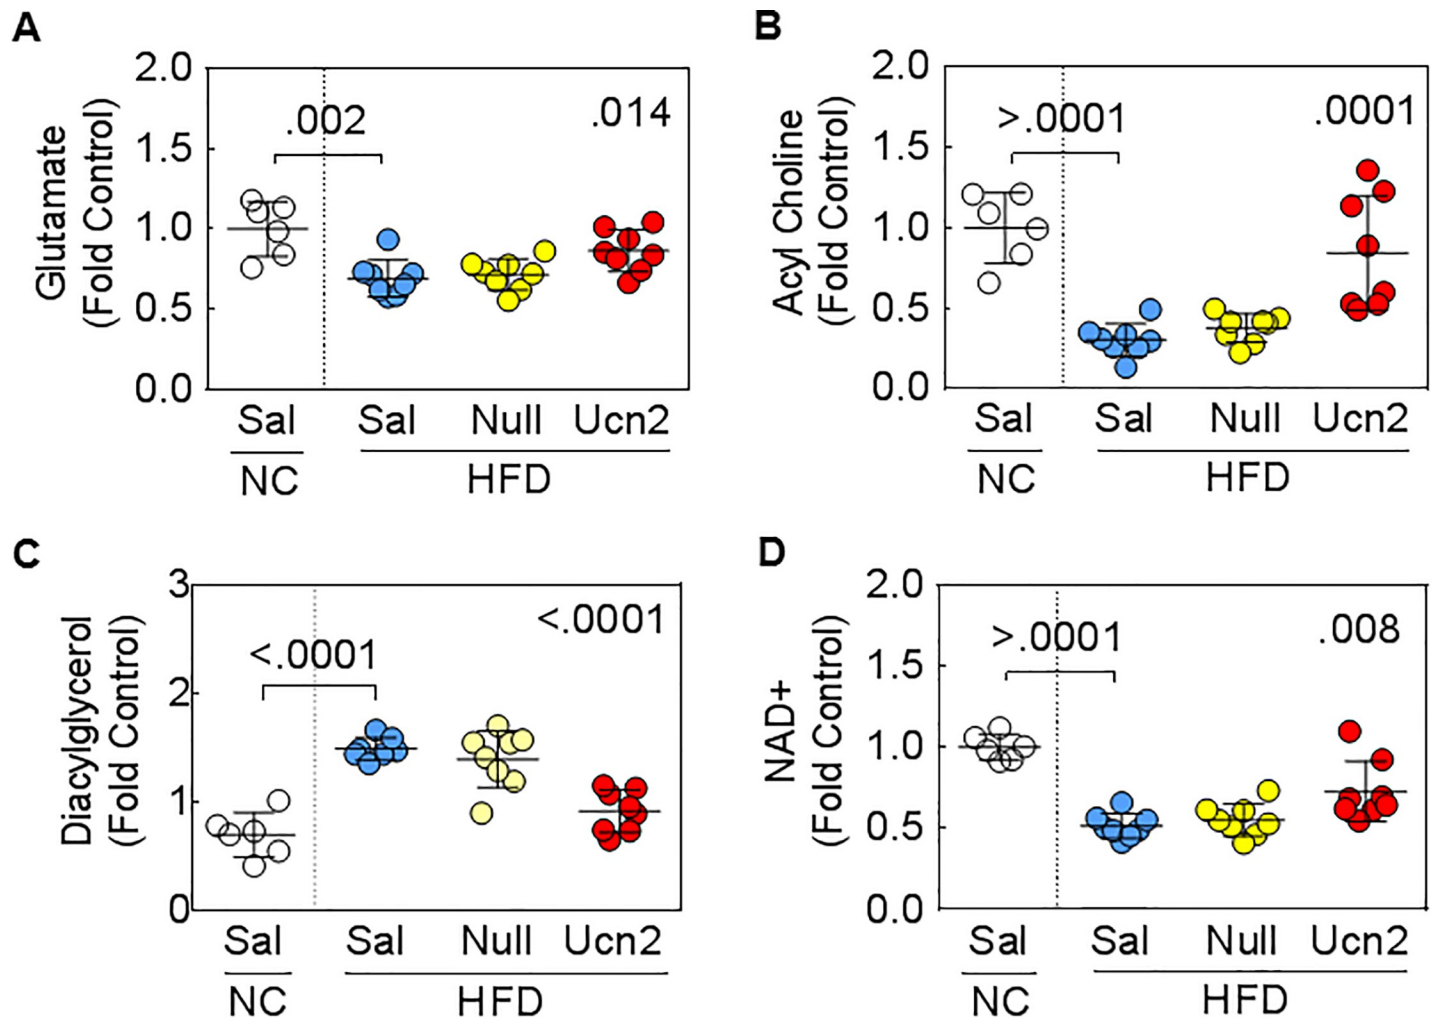 A
Glutamate
(Fold Control)
2.0
1.5
1.0
0.5
0.0
.002
.014
Sal
Sal
Null
Ucn2
NC
HFD
B
Acyl Choline
(Fold Control)
2.0
1.5
1.0
0.5
0.0
>.0001
.0001
Sal
Sal
Null
Ucn2
NC
HFD
C
Diacylglycerol
(Fold Control)
3
2
1
0
<.0001
<.0001
Sal
Sal
Null
Ucn2
NC
HFD
D
NAD+
(Fold Control)
2.0
1.5
1.0
0.5
0.0
>.0001
.008
Sal
Sal
Null
Ucn2
NC
HFD